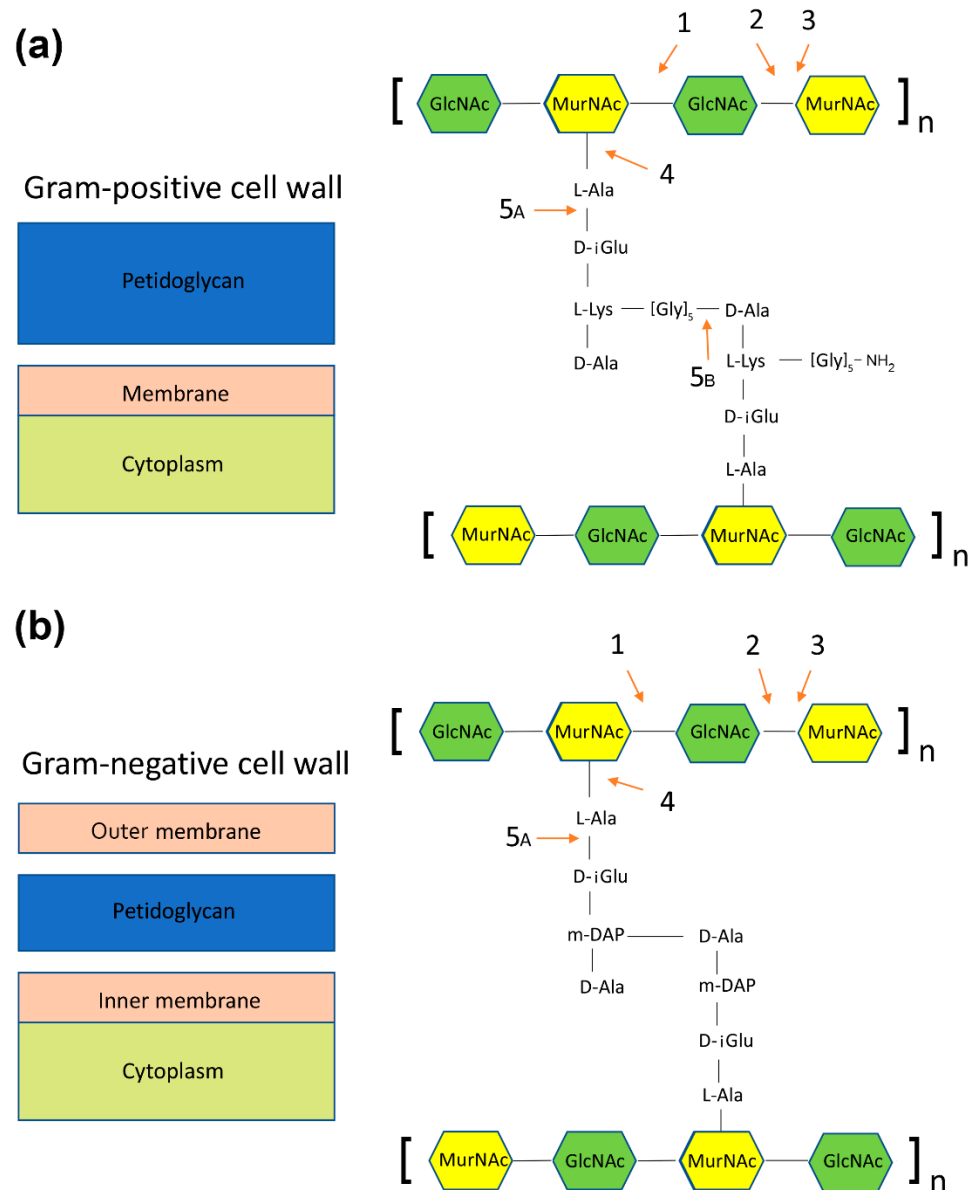 (a)
1 2 3
[ GlcNAc MurNAc GlcNAc MurNAc ]n
4
Gram-positive cell wall
L-Ala
5A
Petidoglycan
D-iGlu
L-Lys [Gly]5 D-Ala
D-Ala
5B
L-Lys [Gly]5-NH2
Membrane
D-iGlu
Cytoplasm
L-Ala
[ MurNAc GlcNAc MurNAc GlcNAc ]n
(b)
1 2 3
[ GlcNAc MurNAc GlcNAc MurNAc ]n
Gram-negative cell wall
4
L-Ala
Outer membrane
5A
D-iGlu
Petidoglycan
m-DAP D-Ala
D-Ala m-DAP
Inner membrane
D-iGlu
Cytoplasm
L-Ala
[ MurNAc GlcNAc MurNAc GlcNAc ]n